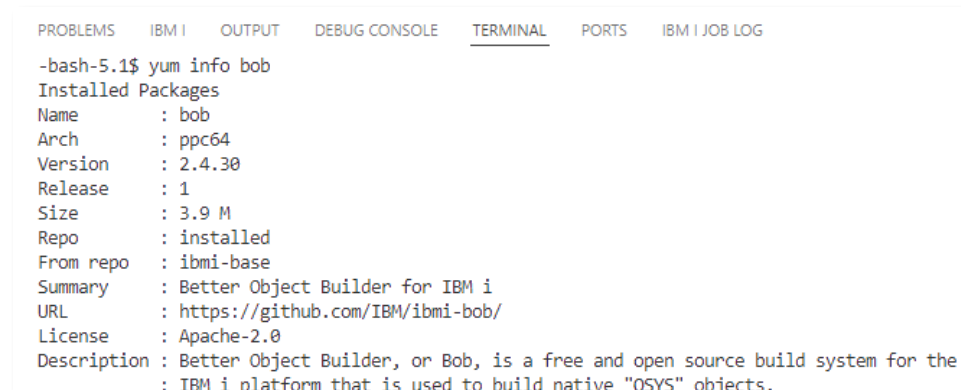 PROBLEMS IBM I OUTPUT DEBUG CONSOLE TERMINAL PORTS IBM I JOB LOG
-bash-5.1$ yum info bob
Installed Packages
Name : bob
Arch : ppc64
Version : 2.4.30
Release : 1
Size : 3.9 M
Repo : installed
From repo : ibmi-base
Summary : Better Object Builder for IBM i
URL : https://github.com/IBM/ibmi-bob/
License : Apache-2.0
Description : Better Object Builder, or Bob, is a free and open source build system for the
: IBM i platform that is used to build native "QSYS" objects.